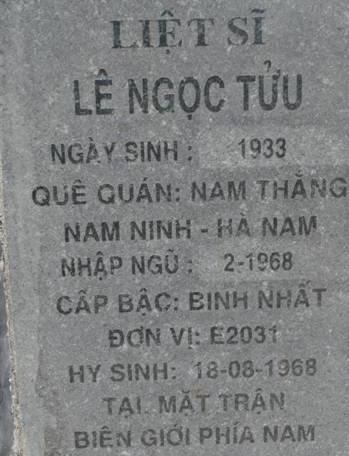 LIỆT SĨ
LÊ NGỌC TỬU
NGÀY SINH : 1933
QUÊ QUÁN: NAM THẮNG
NAM NINH - HÀ NAM
NHẬP NGŨ : 2-1968
CẤP BẬC: BINH NHẤT
ĐƠN VỊ: E2031
HY SINH: 18-08-1968
TẠI MẶT TRẬN
BIÊN GIỚI PHÍA NAM